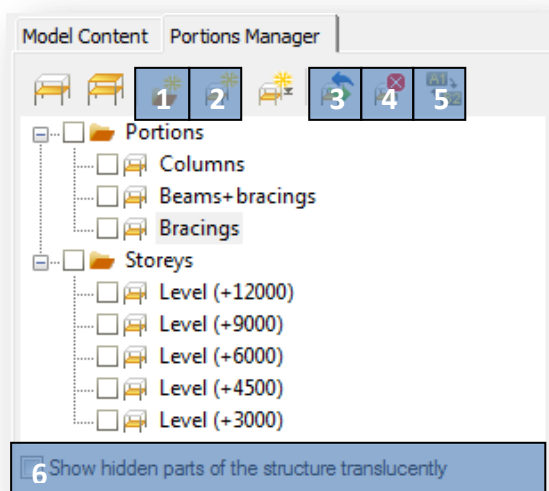 Model Content Portions Manager
1 2 3 4 5
Portions
Columns
Beams+bracings
Bracings
Storeys
Level (+12000)
Level (+9000)
Level (+6000)
Level (+4500)
Level (+3000)
6 Show hidden parts of the structure translucently